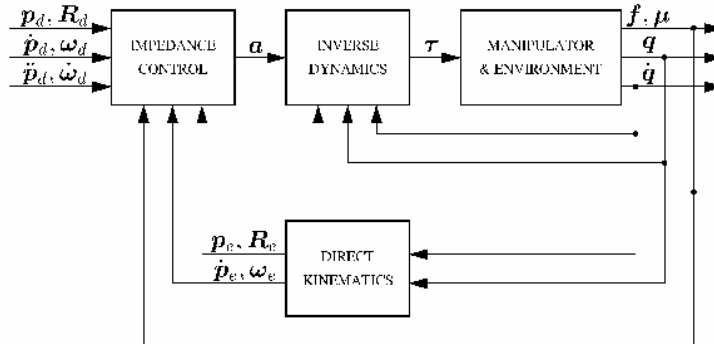 p_d, R_d
ṗ_d, ω_d
p̈_d, ω̇_d
IMPEDANCE
CONTROL
a
INVERSE
DYNAMICS
τ
MANIPULATOR
& ENVIRONMENT
f, μ
q
q̇
p_e, R_e
ṗ_e, ω_e
DIRECT
KINEMATICS